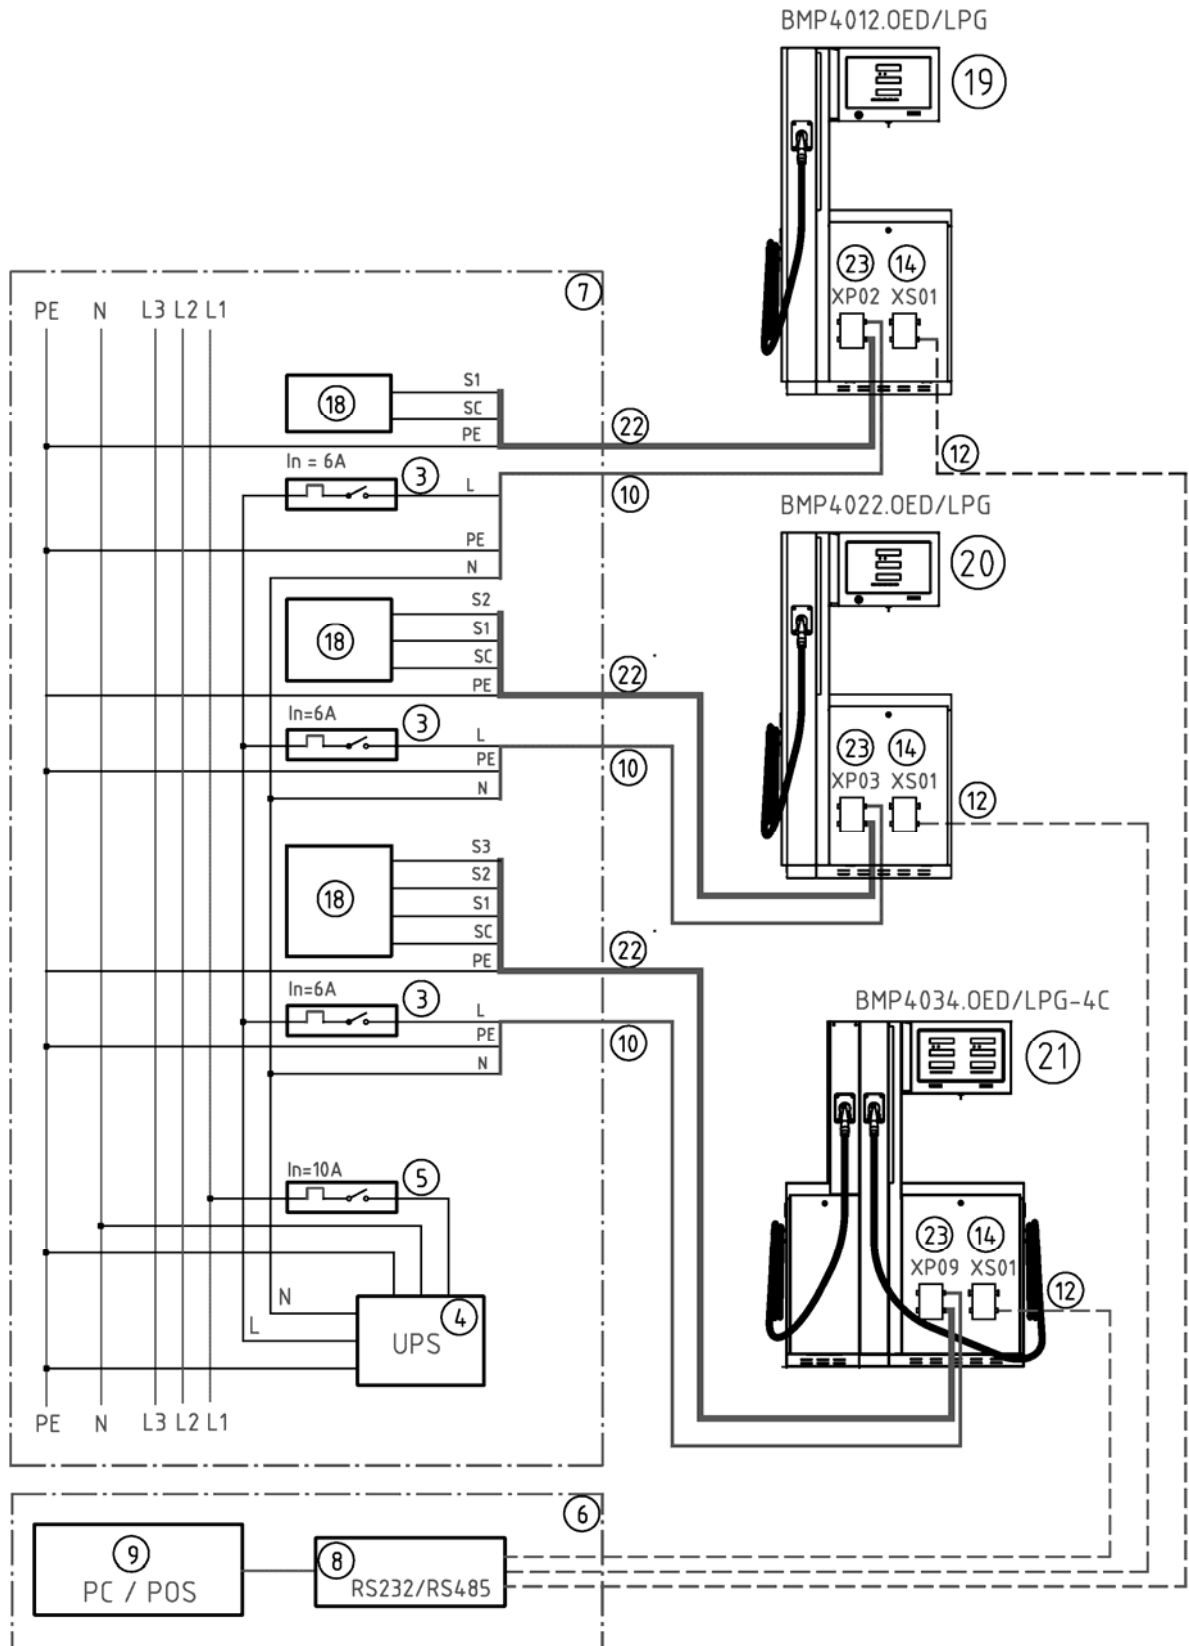 BMP4012.OED/LPG
19
23
14
XP02 XS01
7
PE N L3 L2 L1
18
S1
SC
PE
22
12
In = 6A
3
L
10
PE
N
BMP4022.OED/LPG
20
18
S2
S1
SC
PE
22
In=6A
3
L
PE
N
10
23
14
XP03 XS01
12
18
S3
S2
S1
SC
PE
22
In=6A
3
L
PE
N
10
BMP4034.OED/LPG-4C
21
In=10A
5
23
14
XP09 XS01
12
N
L
4
UPS
PE N L3 L2 L1
6
9
PC / POS
8
RS232/RS485